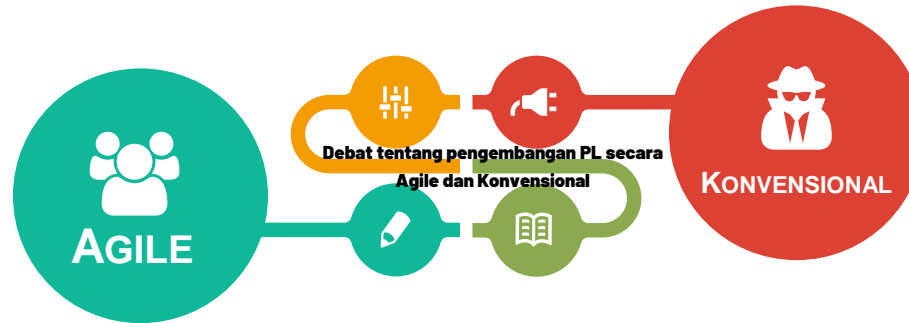 AGILE
Debat tentang pengembangan PL secara
Agile dan Konvensional
KONVENSIONAL